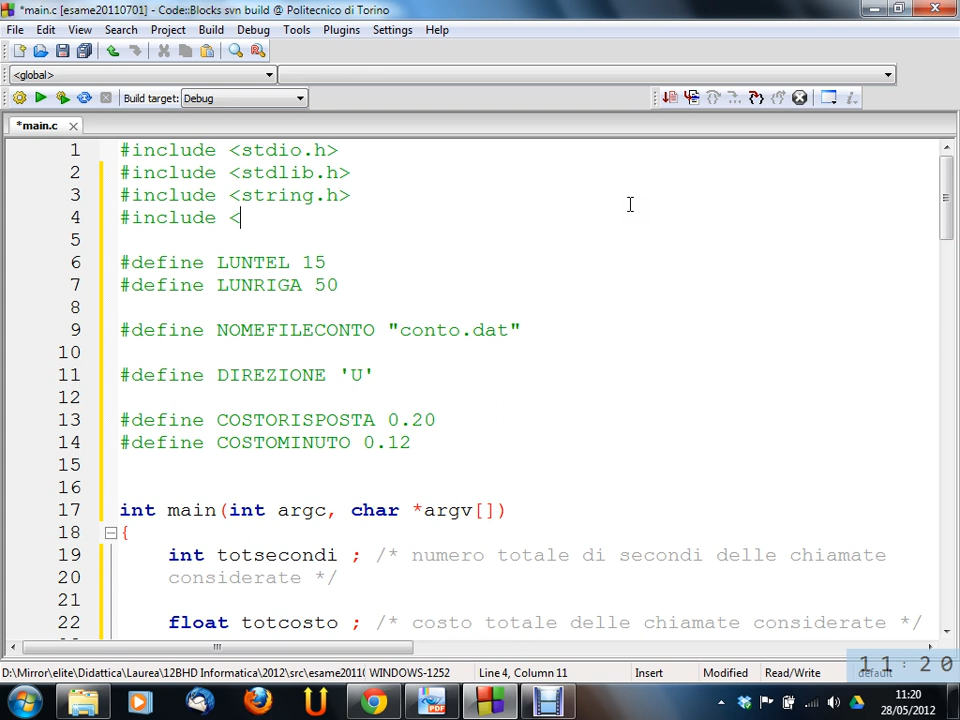 *main.c [esame20110701] - Code::Blocks svn build @ Politecnico di Torino
File Edit View Search Project Build Debug Tools Plugins Settings Help
<global>
Build target: Debug
*main.c
1 #include <stdio.h>
2 #include <stdlib.h>
3 #include <string.h>
4 #include <
5
6 #define LUNTEL 15
7 #define LUNRIGA 50
8
9 #define NOMEFILECONTO "conto.dat"
10
11 #define DIREZIONE 'U'
12
13 #define COSTORISPOSTA 0.20
14 #define COSTOMINUTO 0.12
15
16
17 int main(int argc, char *argv[])
18 {
19 int totsecondi ; /* numero totale di secondi delle chiamate
20 considerate */
21
22 float totcosto ; /* costo totale delle chiamate considerate */
D:\Mirror\elite\Didattica\Laurea\12BHD Informatica\2012\src\esame2011( WINDOWS-1252 Line 4, Column 11 Insert Modified Read/Write default
11:20
11:20
28/05/2012